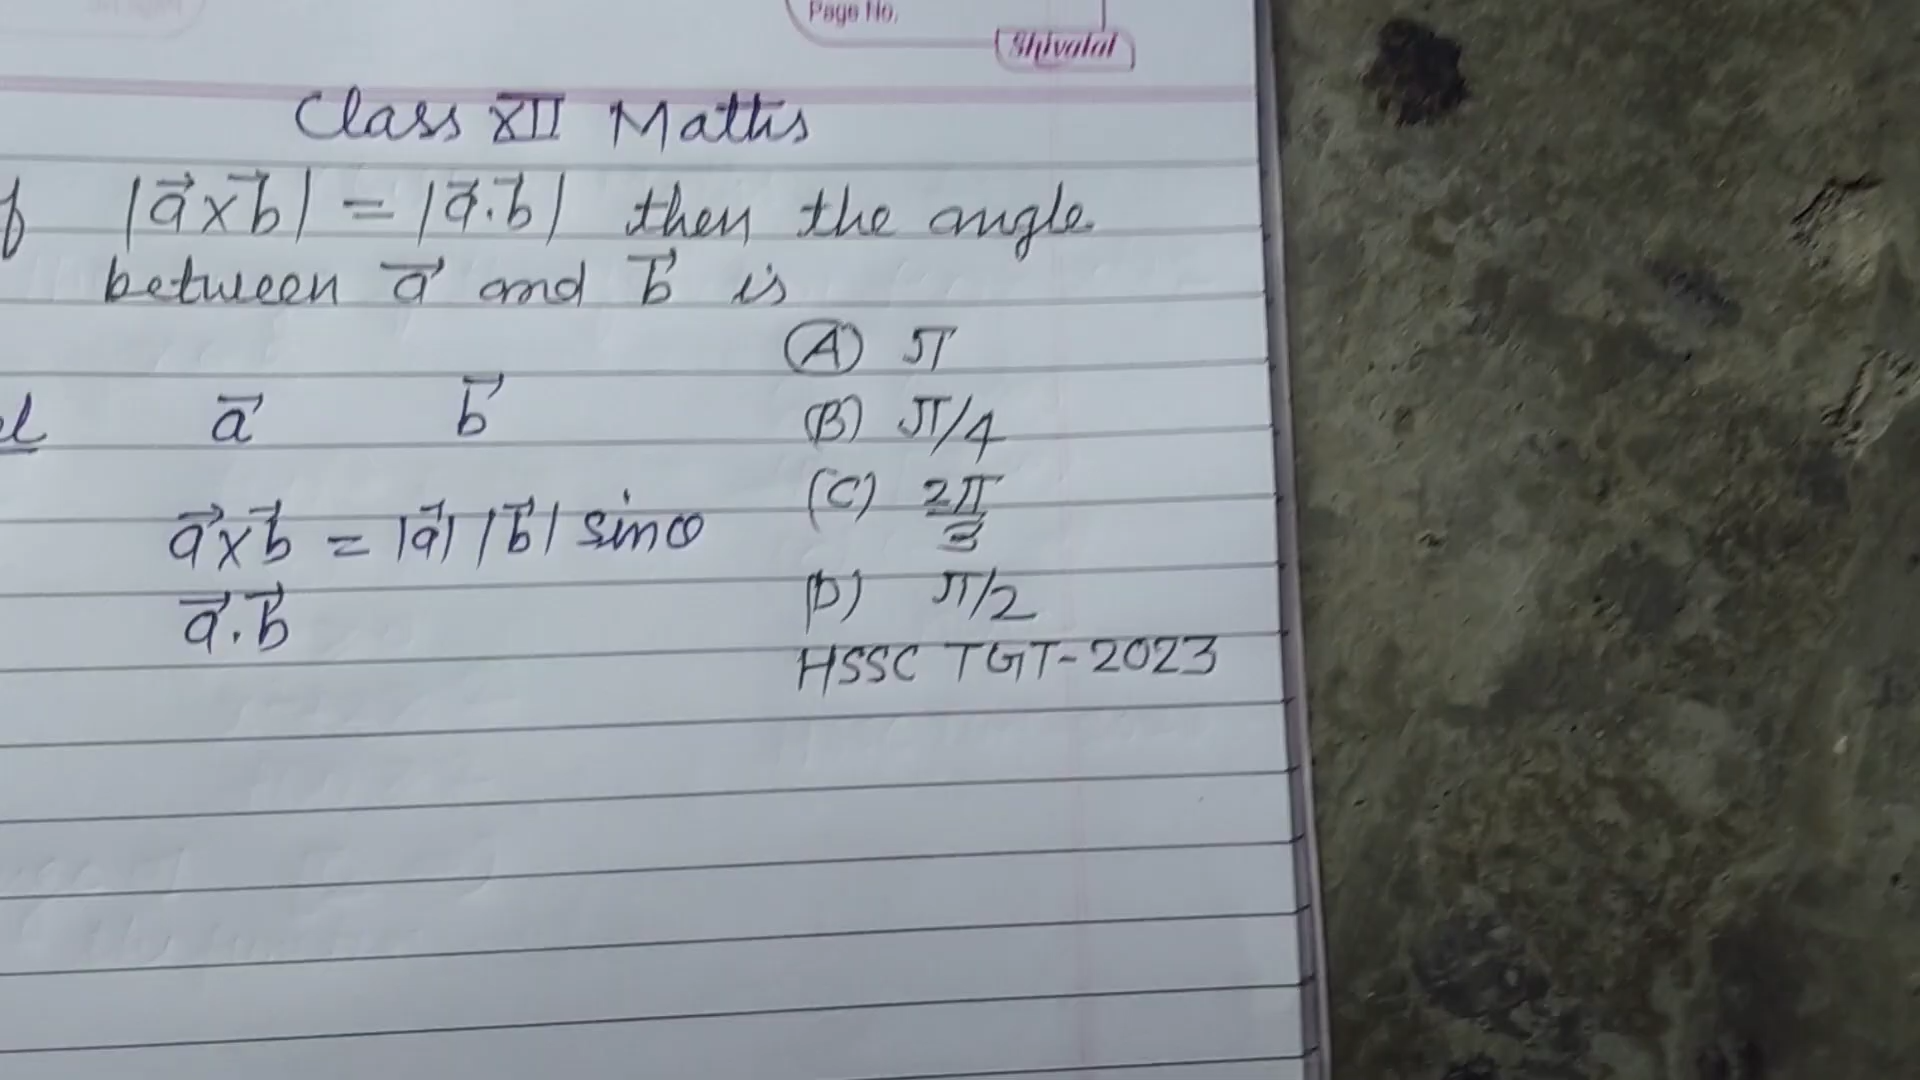 Page No.
Shivalal
Class XII Maths
f |a⃗×b⃗| = |a⃗.b⃗| then the angle
between a⃗ and b⃗ is
(A) π
a⃗ b⃗
(B) π/4
(C) 2π/3
a⃗×b⃗ = |a⃗| |b⃗| sinθ
(D) π/2
a⃗.b⃗
HSSC TGT-2023